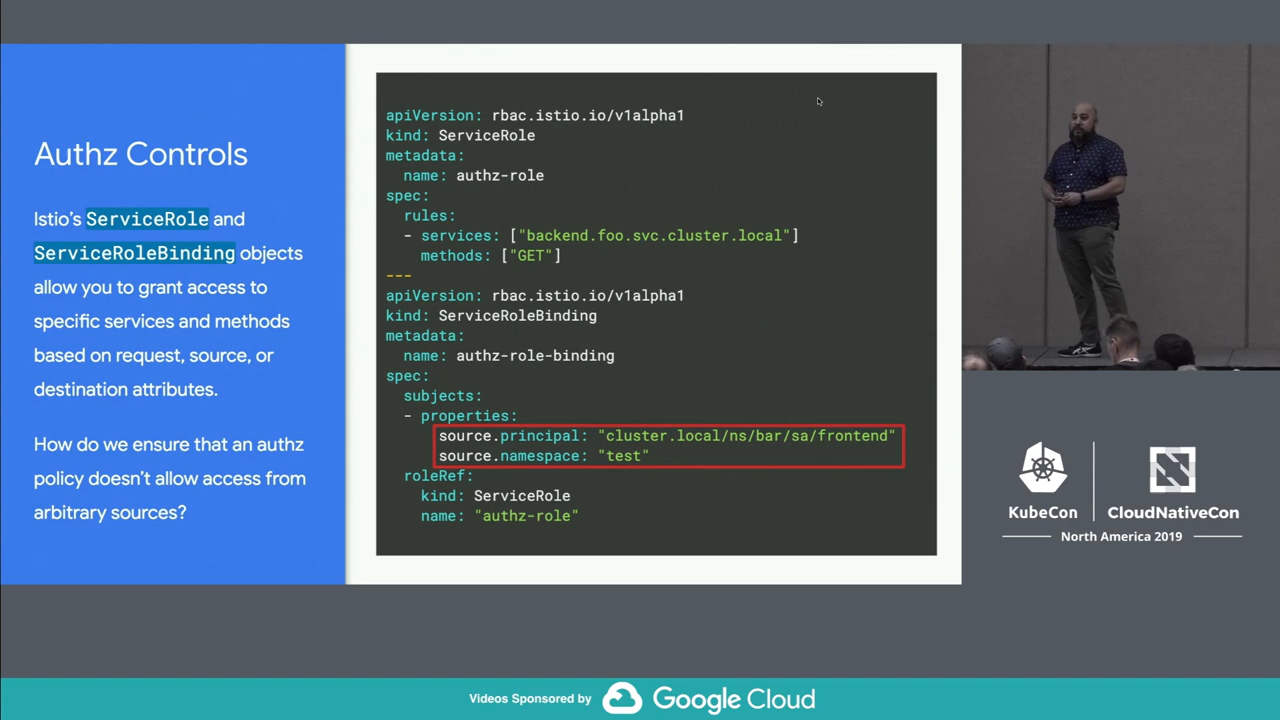 Authz Controls
Istio's ServiceRole and
ServiceRoleBinding objects
allow you to grant access to
specific services and methods
based on request, source, or
destination attributes.
How do we ensure that an authz
policy doesn't allow access from
arbitrary sources?
apiVersion: rbac.istio.io/v1alpha1
kind: ServiceRole
metadata:
  name: authz-role
spec:
  rules:
  - services: ["backend.foo.svc.cluster.local"]
    methods: ["GET"]
---
apiVersion: rbac.istio.io/v1alpha1
kind: ServiceRoleBinding
metadata:
  name: authz-role-binding
spec:
  subjects:
  - properties:
      source.principal: "cluster.local/ns/bar/sa/frontend"
      source.namespace: "test"
  roleRef:
    kind: ServiceRole
    name: "authz-role"
KubeCon
CloudNativeCon
North America 2019
Videos Sponsored by Google Cloud